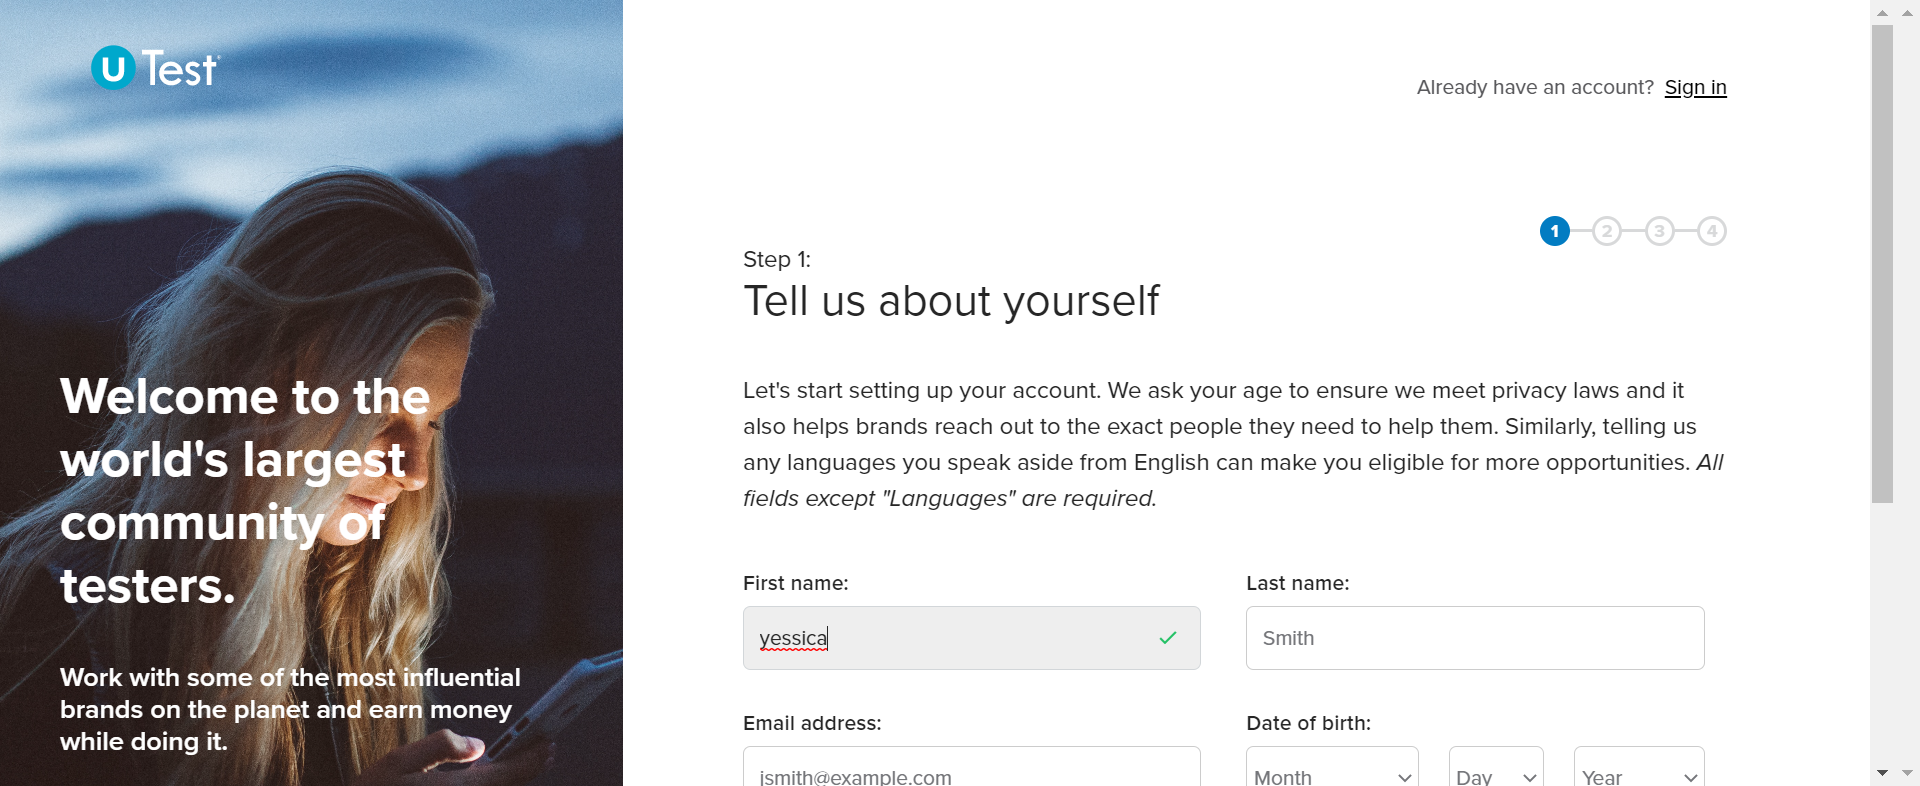 u Test
Already have an account? Sign in
1 2 3 4
Step 1:
Tell us about yourself
Let's start setting up your account. We ask your age to ensure we meet privacy laws and it
also helps brands reach out to the exact people they need to help them. Similarly, telling us
any languages you speak aside from English can make you eligible for more opportunities. All
fields except "Languages" are required.
Welcome to the
world's largest
community of
testers.
Work with some of the most influential
brands on the planet and earn money
while doing it.
First name:
Last name:
yessica
Smith
Email address:
Date of birth:
jsmith@example.com
Month
Day
Year